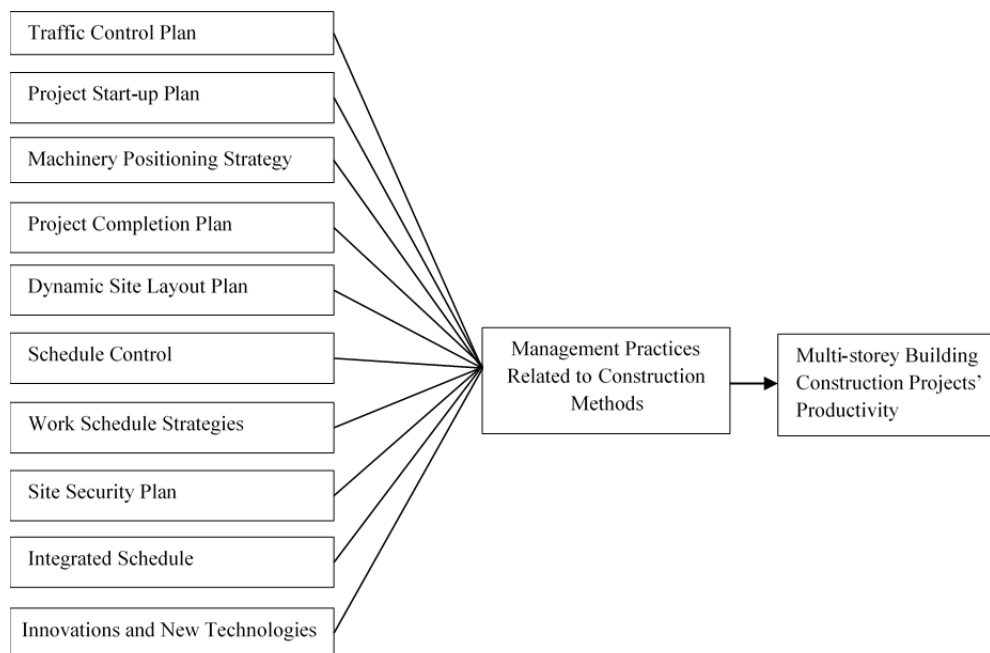 Traffic Control Plan
Project Start-up Plan
Machinery Positioning Strategy
Project Completion Plan
Dynamic Site Layout Plan
Schedule Control
Work Schedule Strategies
Site Security Plan
Integrated Schedule
Innovations and New Technologies
Management Practices
Related to Construction
Methods
Multi-storey Building
Construction Projects’
Productivity